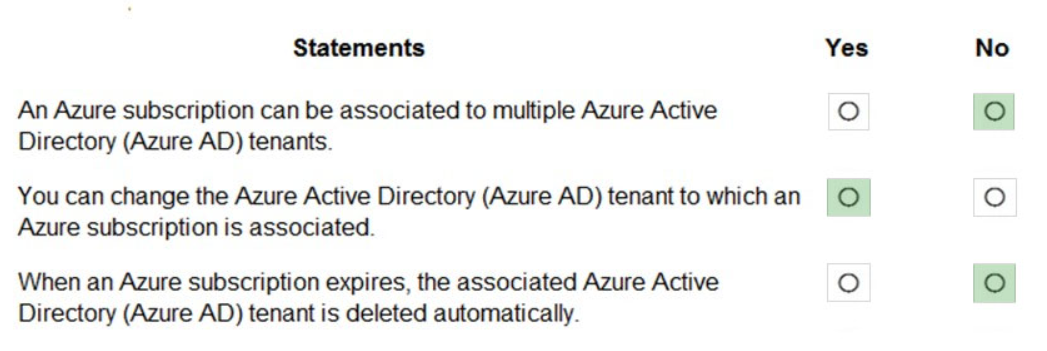 Statements Yes No
An Azure subscription can be associated to multiple Azure Active
Directory (Azure AD) tenants.
You can change the Azure Active Directory (Azure AD) tenant to which an
Azure subscription is associated.
When an Azure subscription expires, the associated Azure Active
Directory (Azure AD) tenant is deleted automatically.